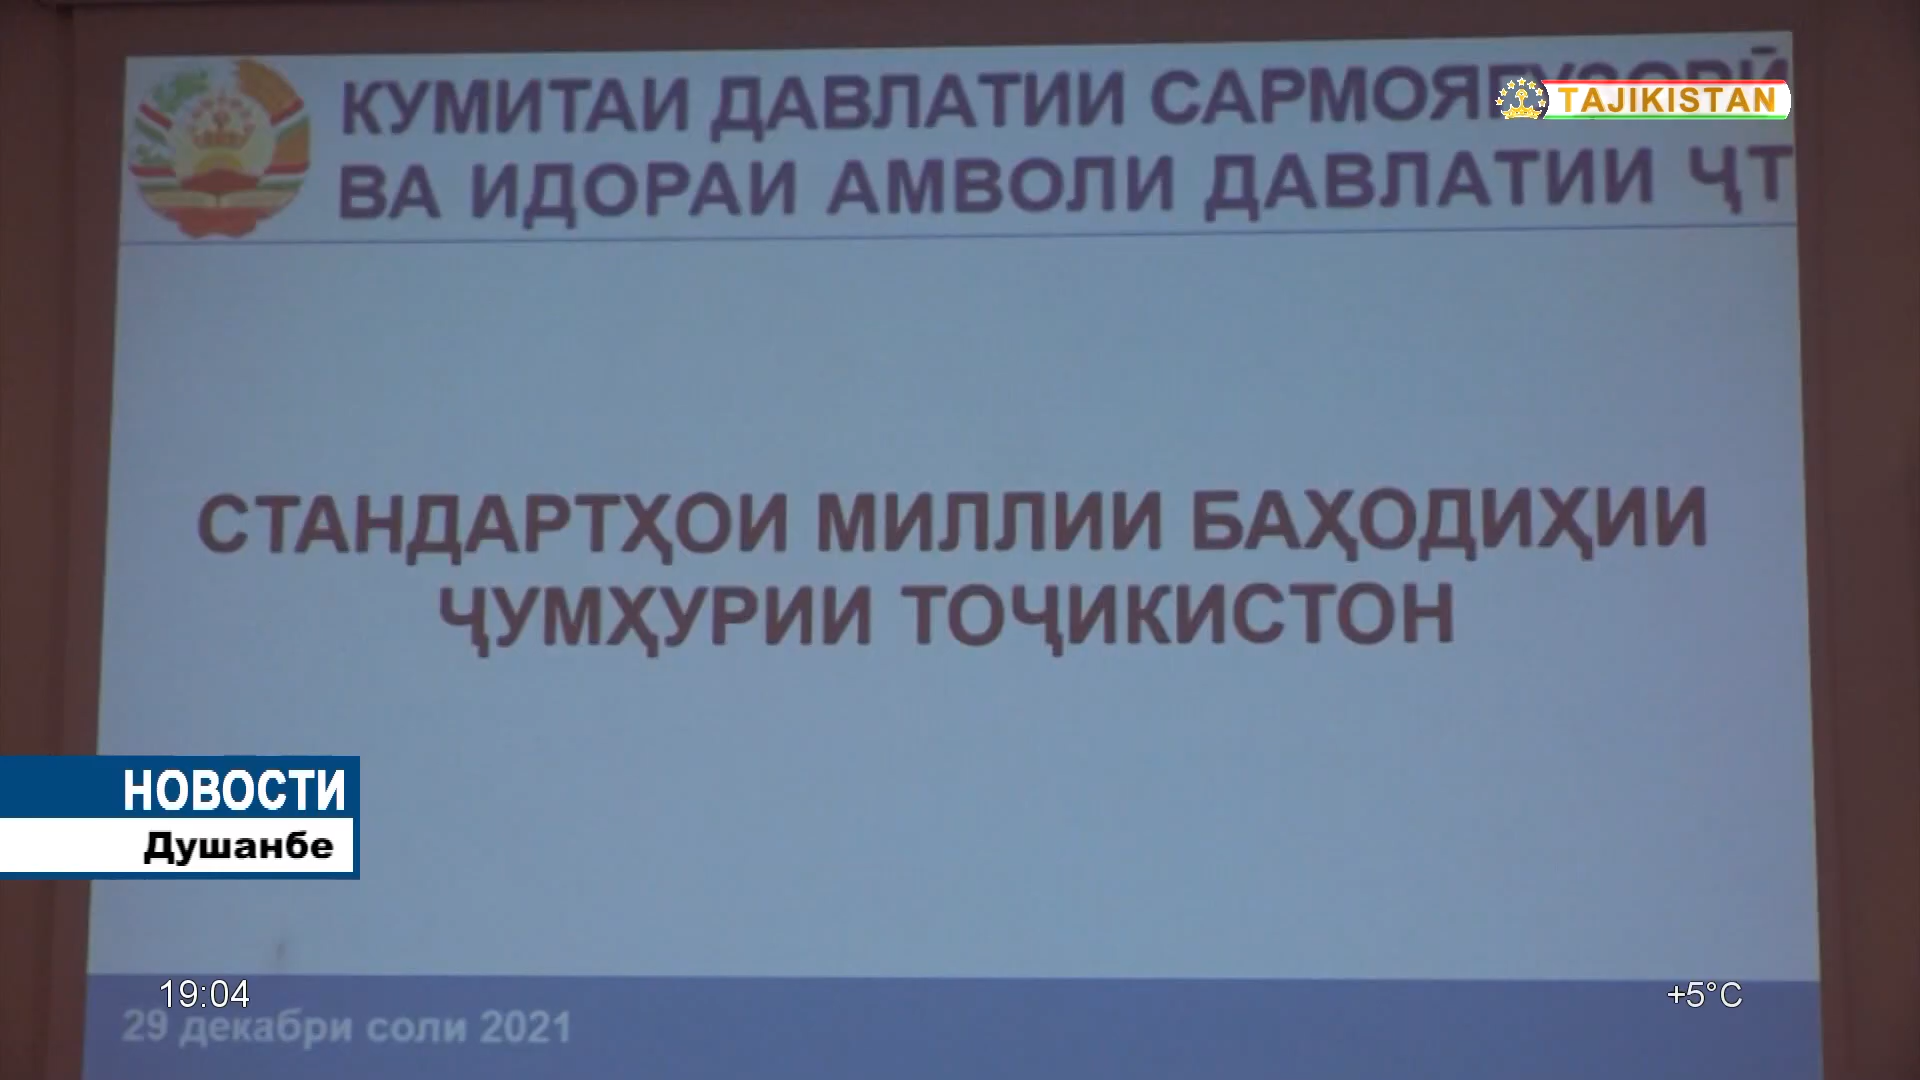 КУМИТАИ ДАВЛАТИИ
TAJIKISTAN
ВА ИДОРАИ АМВОЛИ ДАВЛАТИИ ҶТ
СТАНДАРТҲОИ МИЛЛИИ БАҲОДИҲИИ
ҶУМҲУРИИ ТОҶИКИСТОН
НОВОСТИ
Душанбе
19:04
+5°C
29 декабри соли 2021